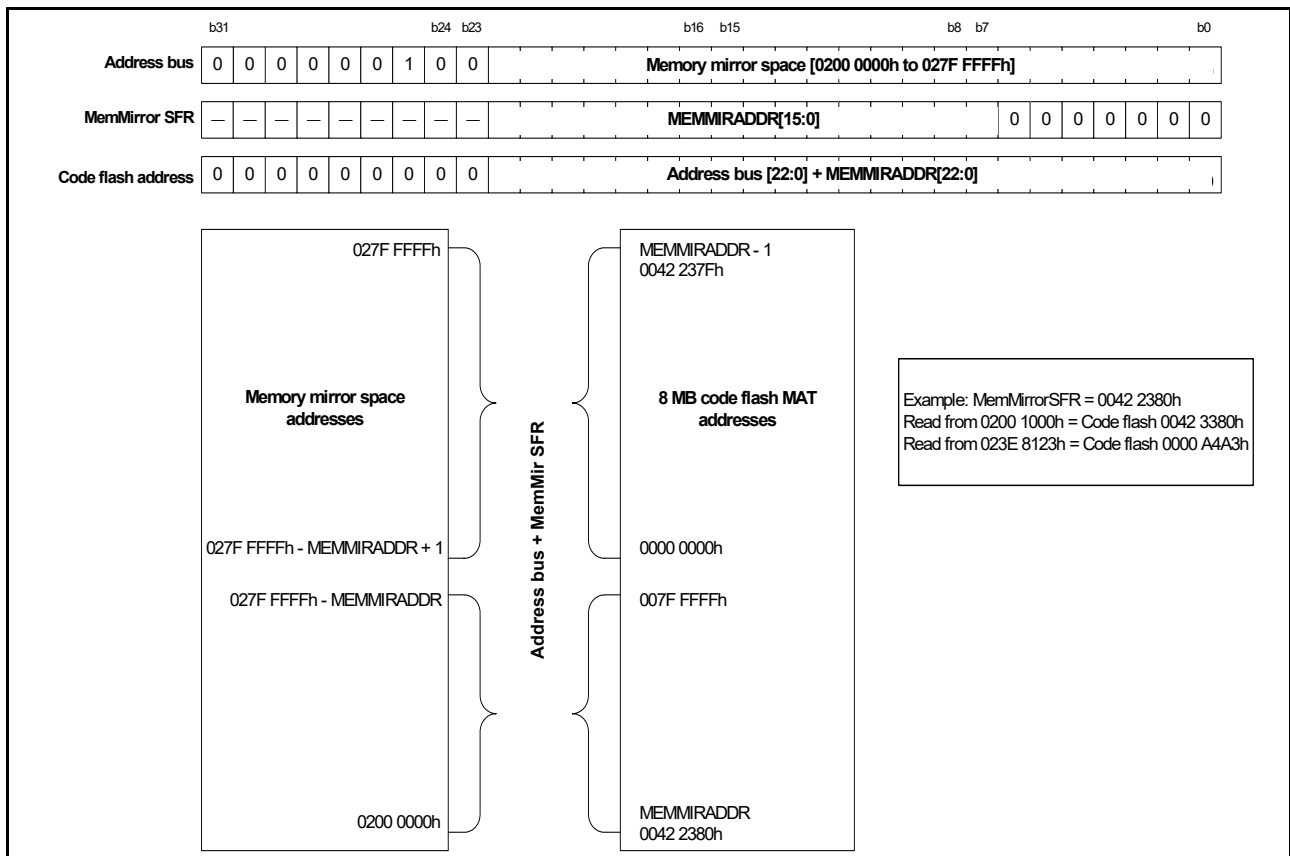 b31 b24 b23 b16 b15 b8 b7 b0
Address bus 0 0 0 0 0 0 1 0 0 Memory mirror space [0200 0000h to 027F FFFFh]
MemMirror SFR — — — — — — — — — MEMMIRADDR[15:0] 0 0 0 0 0 0 0
Code flash address 0 0 0 0 0 0 0 0 0 Address bus [22:0] + MEMMIRADDR[22:0]
027F FFFFh
Memory mirror space
addresses
027F FFFFh - MEMMIRADDR + 1
027F FFFFh - MEMMIRADDR
0200 0000h
Address bus + MemMir SFR
MEMMIRADDR - 1
0042 237Fh
8 MB code flash MAT
addresses
0000 0000h
007F FFFFh
MEMMIRADDR
0042 2380h
Example: MemMirrorSFR = 0042 2380h
Read from 0200 1000h = Code flash 0042 3380h
Read from 023E 8123h = Code flash 0000 A4A3h